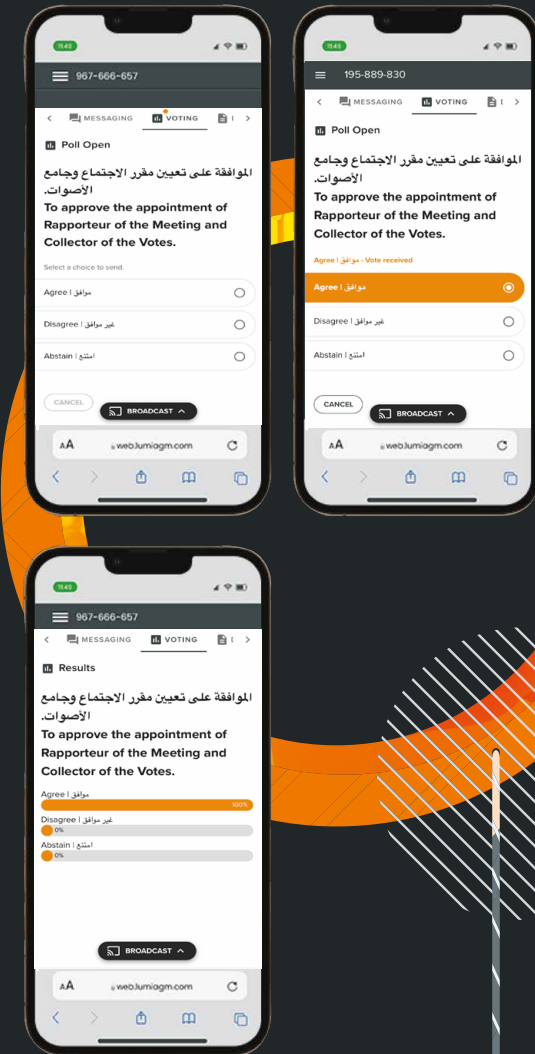 11:48
967-666-657
MESSAGING
VOTING
Poll Open
الموافقة على تعيين مقرر الاجتماع وجامع
الأصوات.
To approve the appointment of
Rapporteur of the Meeting and
Collector of the Votes.
Select a choice to send.
Agree | موافق
Disagree | غير موافق
Abstain | امتنع
CANCEL
BROADCAST
AA
web.lumiagm.com
195-889-830
MESSAGING
VOTING
Poll Open
الموافقة على تعيين مقرر الاجتماع وجامع
الأصوات.
To approve the appointment of
Rapporteur of the Meeting and
Collector of the Votes.
Agree | موافق - Vote received
Agree | موافق
Disagree | غير موافق
Abstain | امتنع
CANCEL
BROADCAST
AA
web.lumiagm.com
11:49
967-666-657
MESSAGING
VOTING
Results
الموافقة على تعيين مقرر الاجتماع وجامع
الأصوات.
To approve the appointment of
Rapporteur of the Meeting and
Collector of the Votes.
Agree | موافق
100%
Disagree | غير موافق
0%
Abstain | امتنع
0%
BROADCAST
AA
web.lumiagm.com